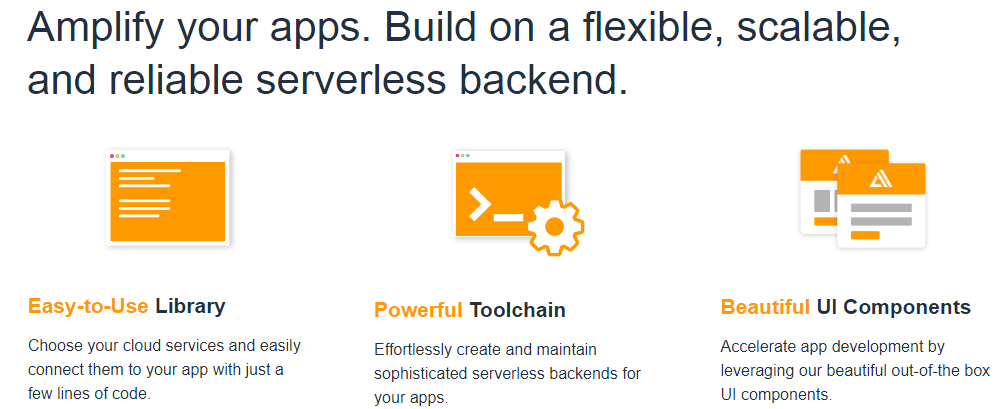 Amplify your apps. Build on a flexible, scalable,
and reliable serverless backend.
Easy-to-Use Library
Choose your cloud services and easily
connect them to your app with just a
few lines of code.
Powerful Toolchain
Effortlessly create and maintain
sophisticated serverless backends for
your apps.
Beautiful UI Components
Accelerate app development by
leveraging our beautiful out-of-the box
UI components.